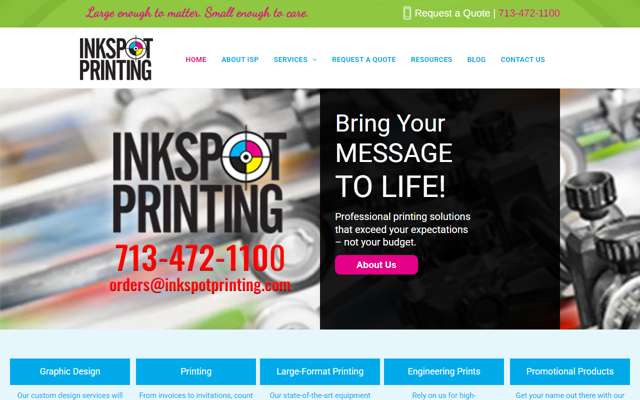 Large enough to matter. Small enough to care.
Request a Quote | 713-472-1100
INKSPOT
PRINTING
HOME ABOUT ISP SERVICES REQUEST A QUOTE RESOURCES BLOG CONTACT US
INKSPOT
PRINTING
713-472-1100
orders@inkspotprinting.com
Bring Your
MESSAGE
TO LIFE!
Professional printing solutions
that exceed your expectations
– not your budget.
About Us
Graphic Design Printing Large-Format Printing Engineering Prints Promotional Products
Our custom design services will From invoices to invitations, count Our state-of-the-art equipment Rely on us for high- Get your name out there with our